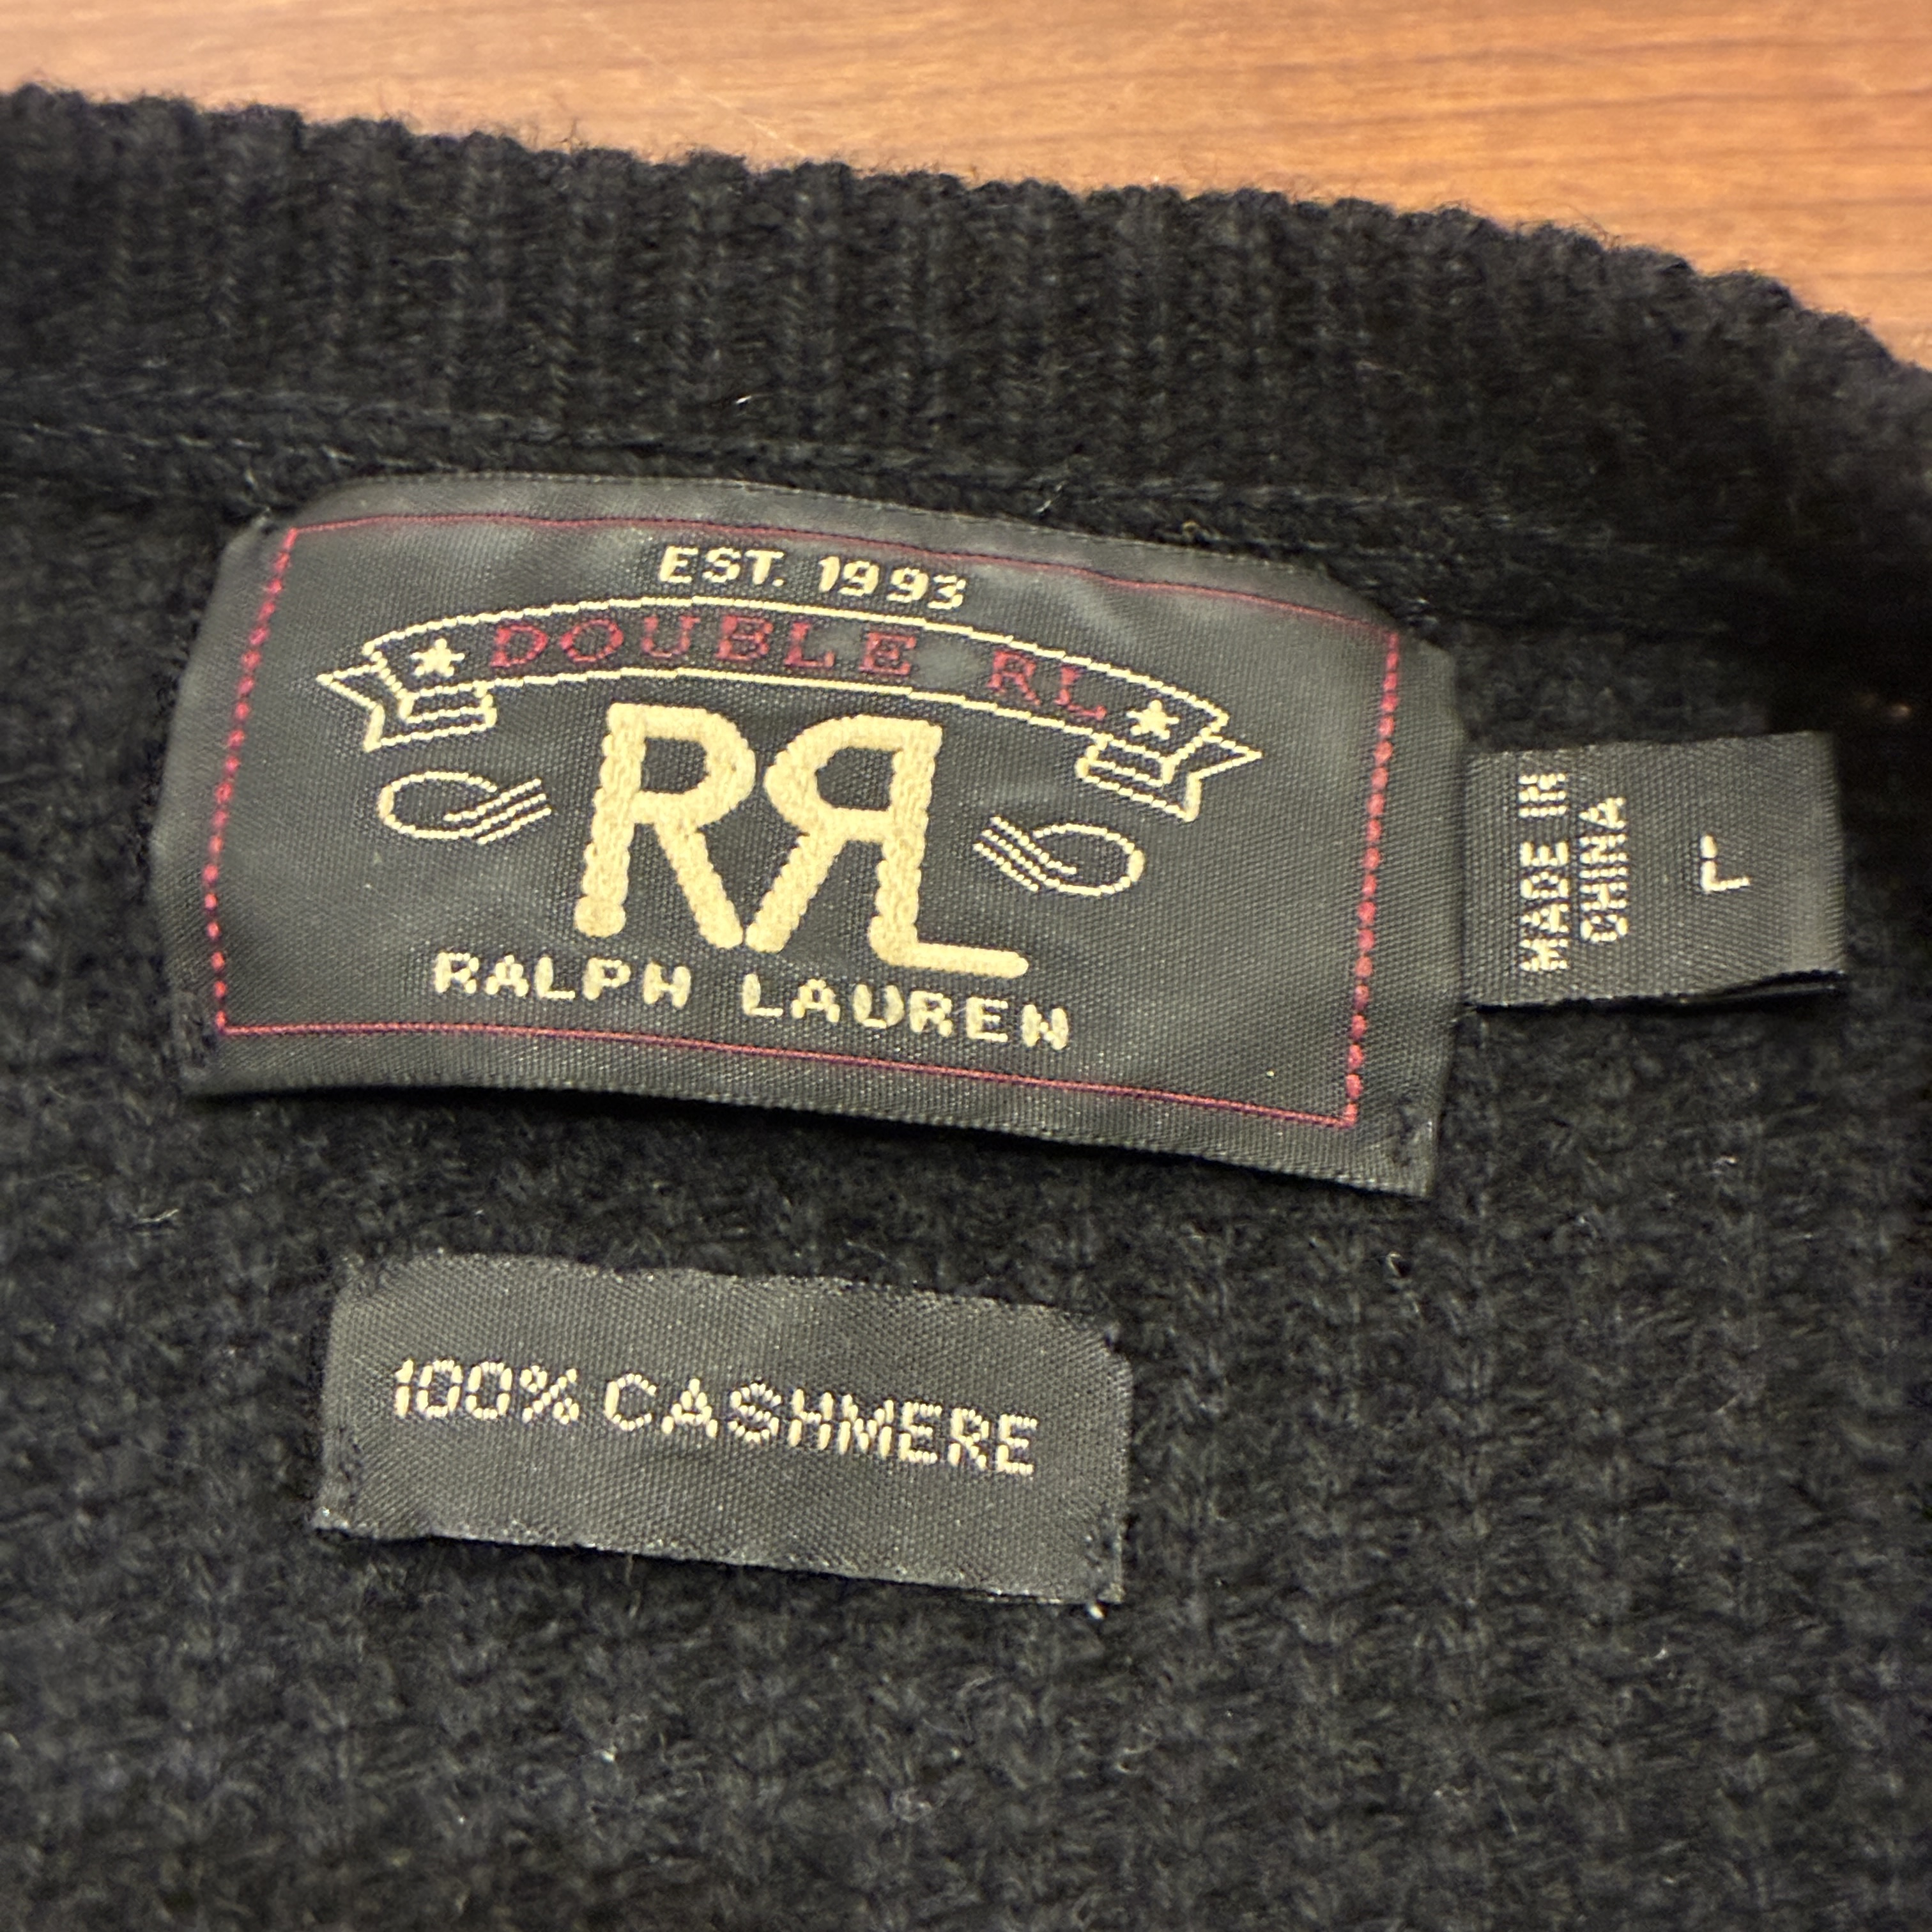 EST. 1993
DOUBLE RL
RRL
RALPH LAUREN
MADE IN
CHINA
L
100% CASHMERE